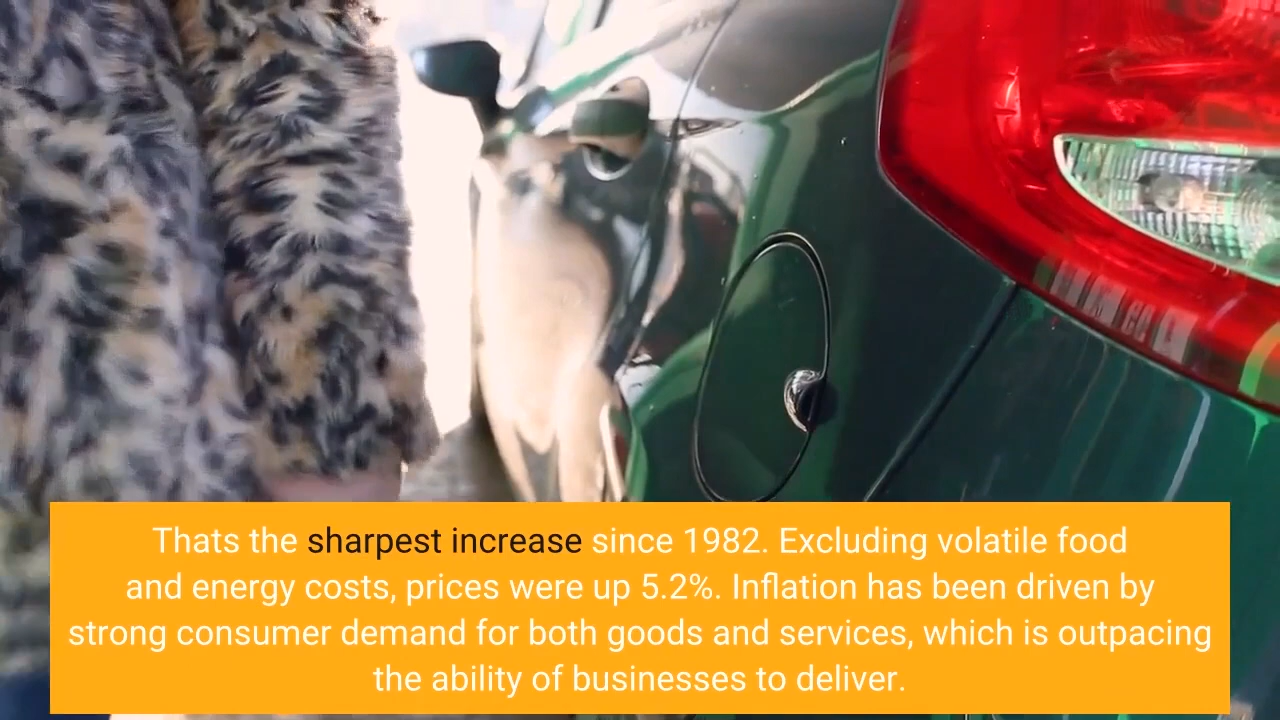 Thats the sharpest increase since 1982. Excluding volatile food
and energy costs, prices were up 5.2%. Inflation has been driven by
strong consumer demand for both goods and services, which is outpacing
the ability of businesses to deliver.